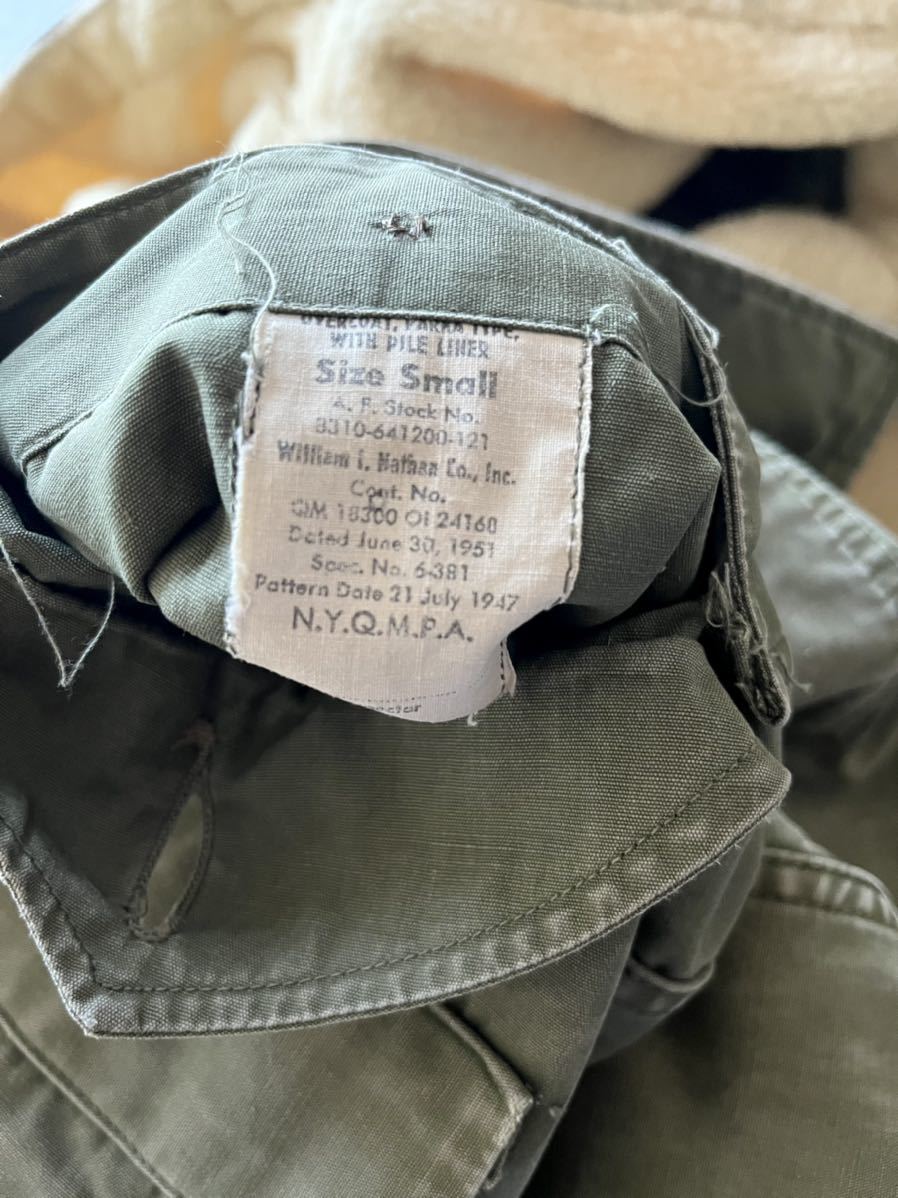 OVERCOAT, PARKA TYPE,
WITH PILE LINER
Size Small
A. F. Stock No.
8310-641200-121
William I. Nathan Co., Inc.
Cont. No.
QM 18300 OI 24160
Dated June 30, 1951
Spec. No. 6-381
Pattern Date 21 July 1947
N.Y.Q.M.P.A.